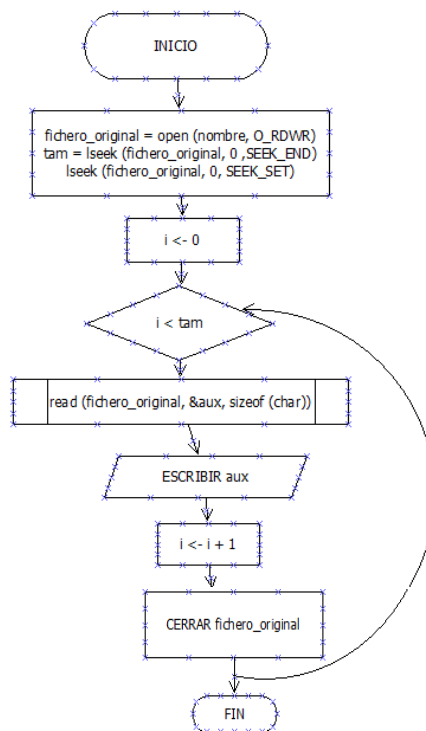 INICIO
fichero_original = open (nombre, O_RDWR)
tam = lseek (fichero_original, 0 ,SEEK_END)
lseek (fichero_original, 0, SEEK_SET)
i <- 0
i < tam
read (fichero_original, &aux, sizeof (char))
ESCRIBIR aux
i <- i + 1
CERRAR fichero_original
FIN